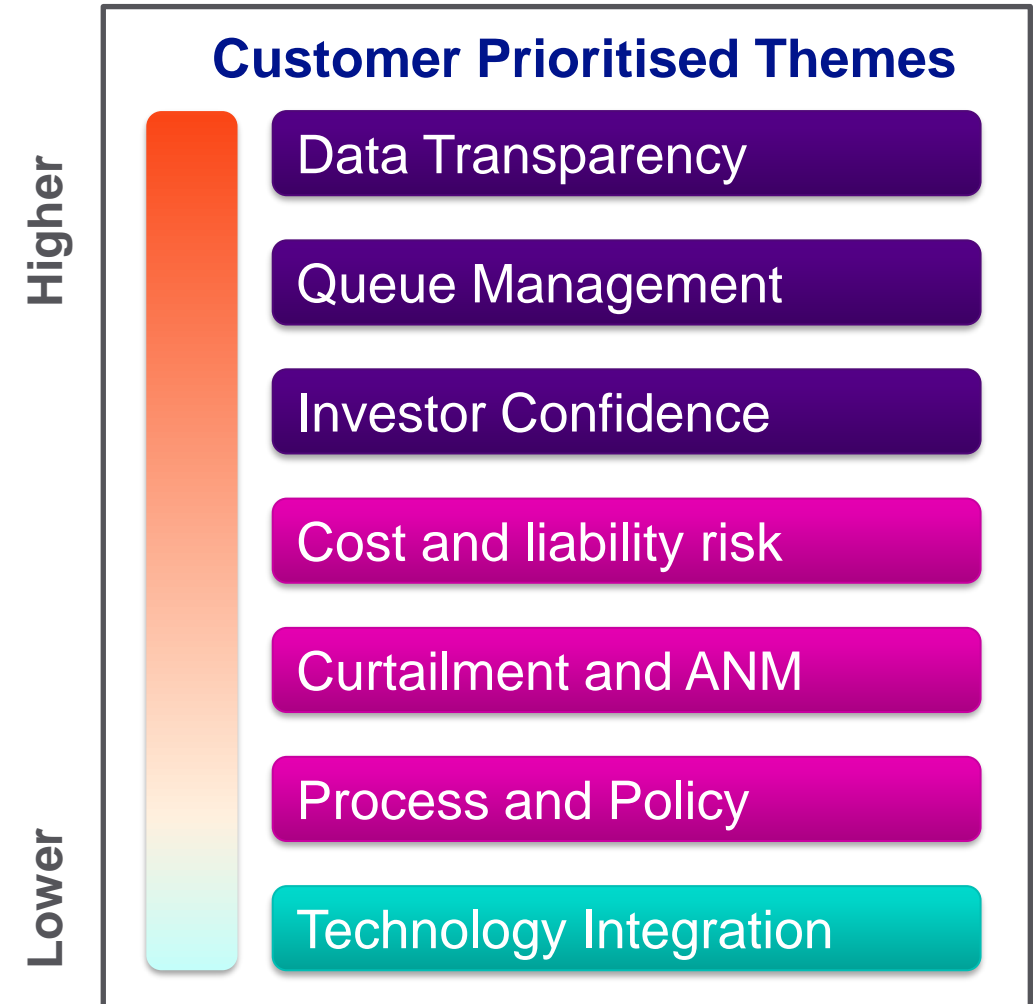 Customer Prioritised Themes
Higher
Data Transparency
Queue Management
Investor Confidence
Cost and liability risk
Curtailment and ANM
Process and Policy
Lower
Technology Integration